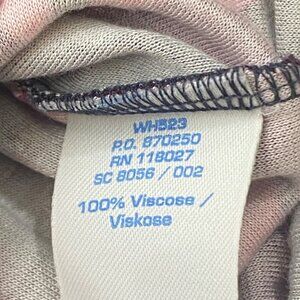 WH523
P.O. 870250
RN 118027
SC 8056 / 002
100% Viscose /
Viskose